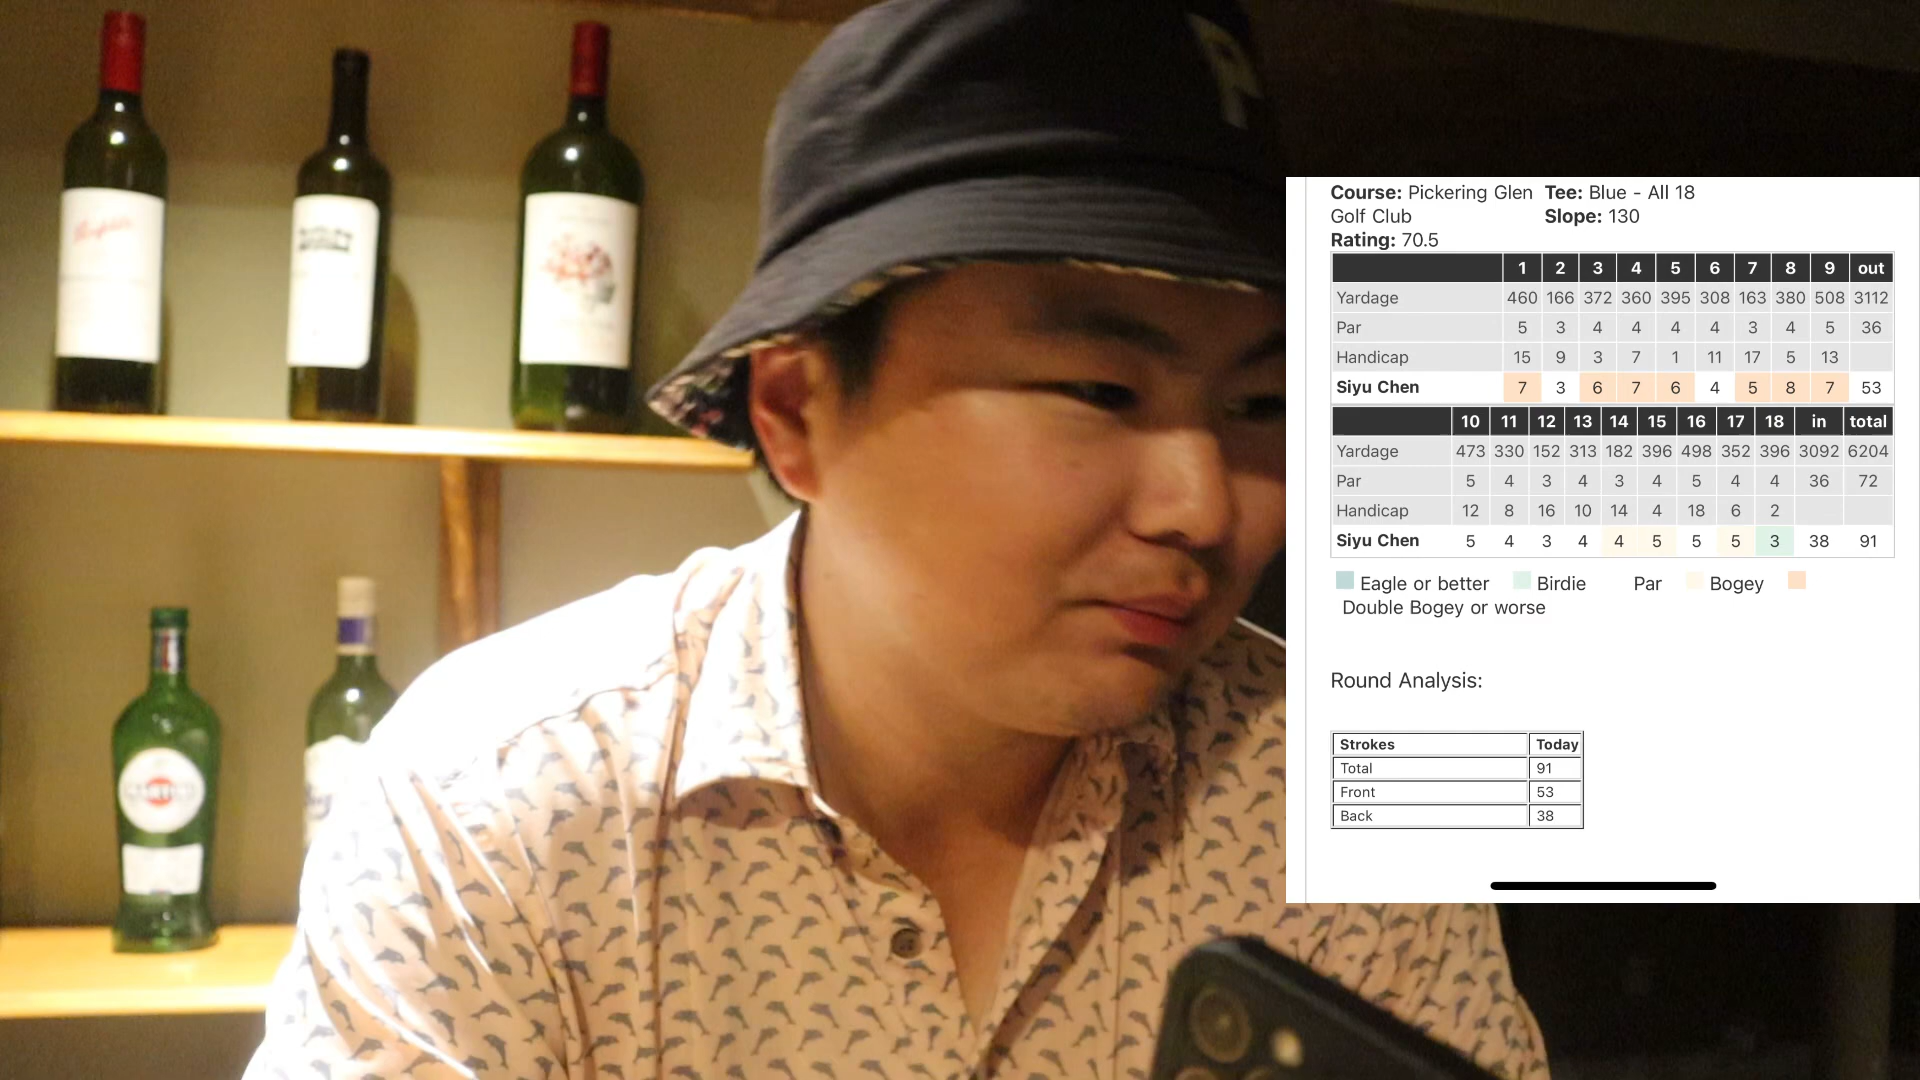 Penfolds
MARTINI
Course: Pickering Glen Golf Club Tee: Blue - All 18
Slope: 130
Rating: 70.5
1 2 3 4 5 6 7 8 9 out
Yardage 460 166 372 360 395 308 163 380 508 3112
Par 5 3 4 4 4 4 3 4 5 36
Handicap 15 9 3 7 1 11 17 5 13
Siyu Chen 7 3 6 7 6 4 5 8 7 53
10 11 12 13 14 15 16 17 18 in total
Yardage 473 330 152 313 182 396 498 352 396 3092 6204
Par 5 4 3 4 3 4 5 4 4 36 72
Handicap 12 8 16 10 14 4 18 6 2
Siyu Chen 5 4 3 4 4 5 5 5 3 38 91
Eagle or better Birdie Par Bogey
Double Bogey or worse
Round Analysis:
Strokes Today
Total 91
Front 53
Back 38